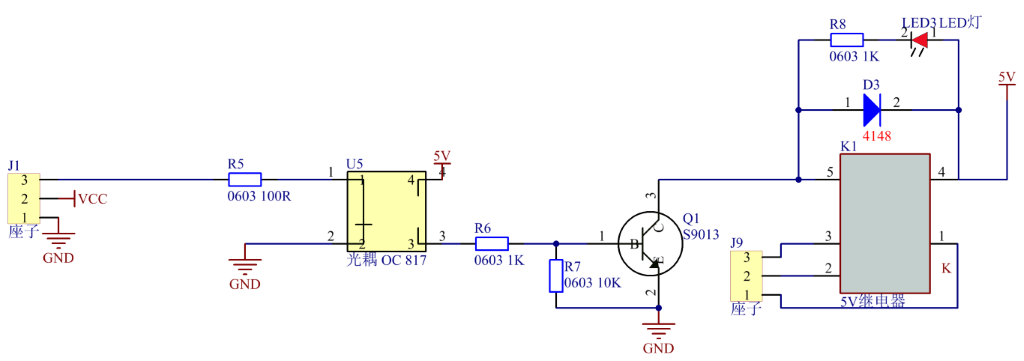 R8
LED3 LED灯
2
1
0603 1K
5V
D3
1
2
4148
K1
J1
R5
U5
5V
3
1
1
4
4
5
4
2
VCC
0603 100R
3
1
C
Q1
座子
R6
S9013
2
2
3
3
1
B
J9
3
1
GND
光耦 OC 817
E
3
GND
0603 1K
R7
2
2
K
0603 10K
2
1
座子
5V继电器
GND